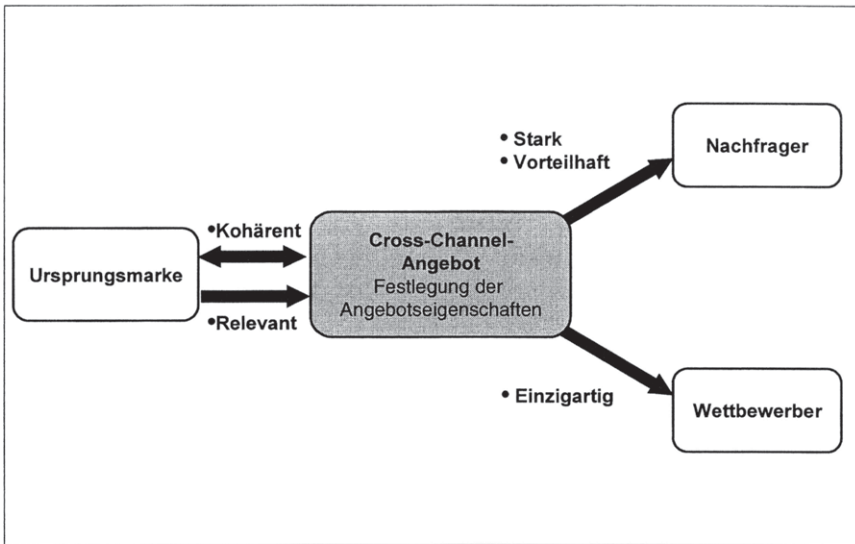 • Stark
• Vorteilhaft
Nachfrager
•Kohärent
Ursprungsmarke
•Relevant
Cross-Channel-
Angebot
Festlegung der
Angebotseigenschaften
• Einzigartig
Wettbewerber